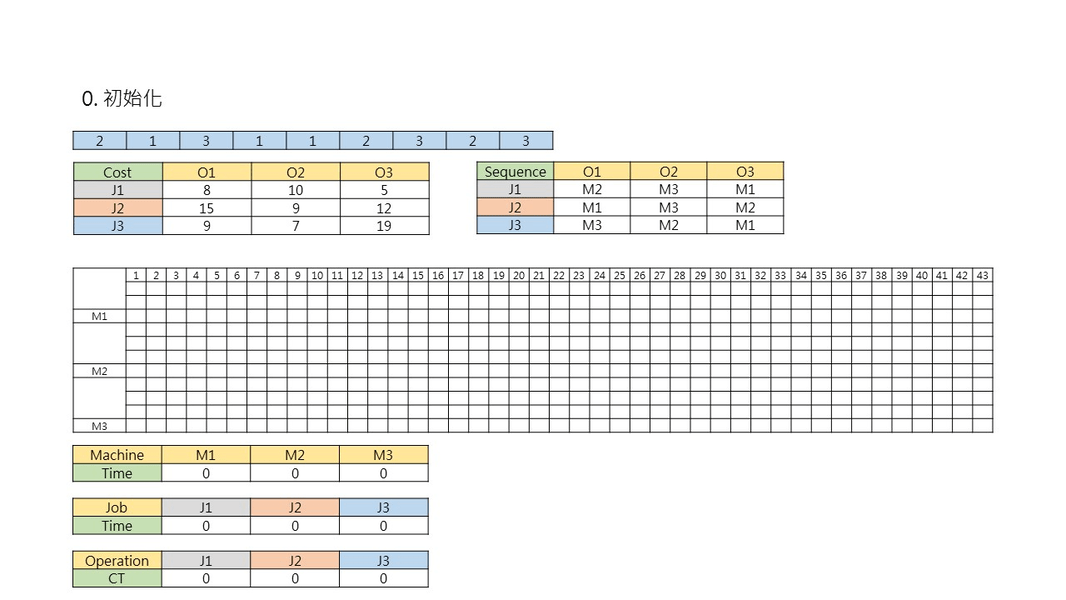 0. 初始化
2 1 3 1 1 2 3 2 3
Cost O1 O2 O3
J1 8 10 5
J2 15 9 12
J3 9 7 19
Sequence O1 O2 O3
J1 M2 M3 M1
J2 M1 M3 M2
J3 M3 M2 M1
1 2 3 4 5 6 7 8 9 10 11 12 13 14 15 16 17 18 19 20 21 22 23 24 25 26 27 28 29 30 31 32 33 34 35 36 37 38 39 40 41 42 43
M1
M2
M3
Machine M1 M2 M3
Time 0 0 0
Job J1 J2 J3
Time 0 0 0
Operation J1 J2 J3
CT 0 0 0